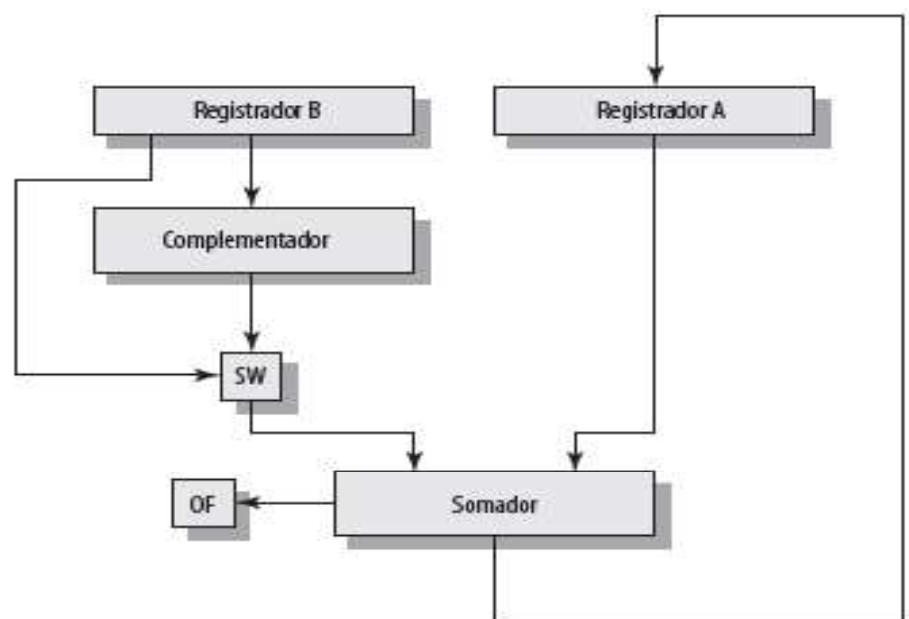 Registrador B
Registrador A
Complementador
SW
OF
Somador